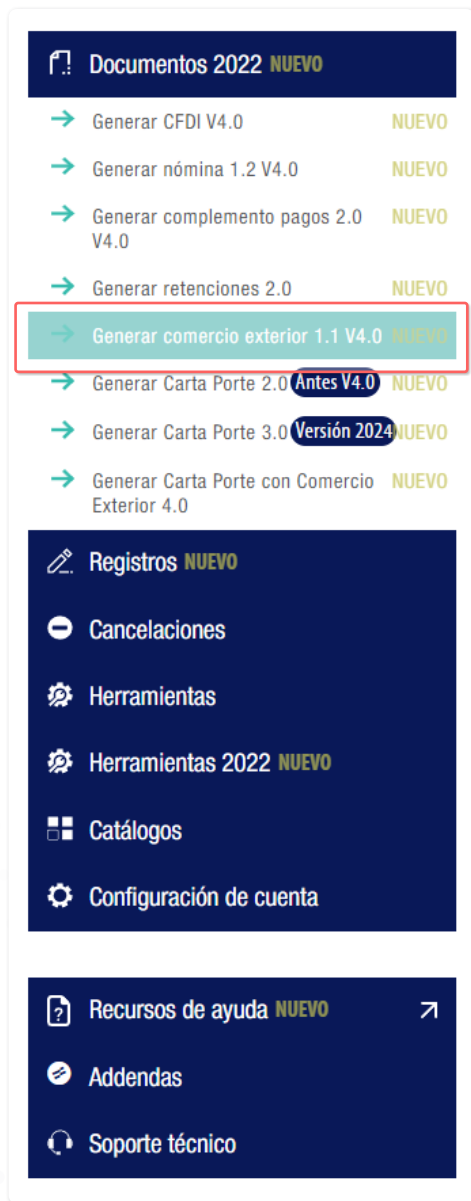 Documentos 2022 NUEVO
Generar CFDI V4.0 NUEVO
Generar nómina 1.2 V4.0 NUEVO
Generar complemento pagos 2.0 NUEVO
V4.0
Generar retenciones 2.0 NUEVO
Generar comercio exterior 1.1 V4.0 NUEVO
Generar Carta Porte 2.0 Antes V4.0 NUEVO
Generar Carta Porte 3.0 Versión 2024 NUEVO
Generar Carta Porte con Comercio NUEVO
Exterior 4.0
Registros NUEVO
Cancelaciones
Herramientas
Herramientas 2022 NUEVO
Catálogos
Configuración de cuenta
Recursos de ayuda NUEVO
Addendas
Soporte técnico